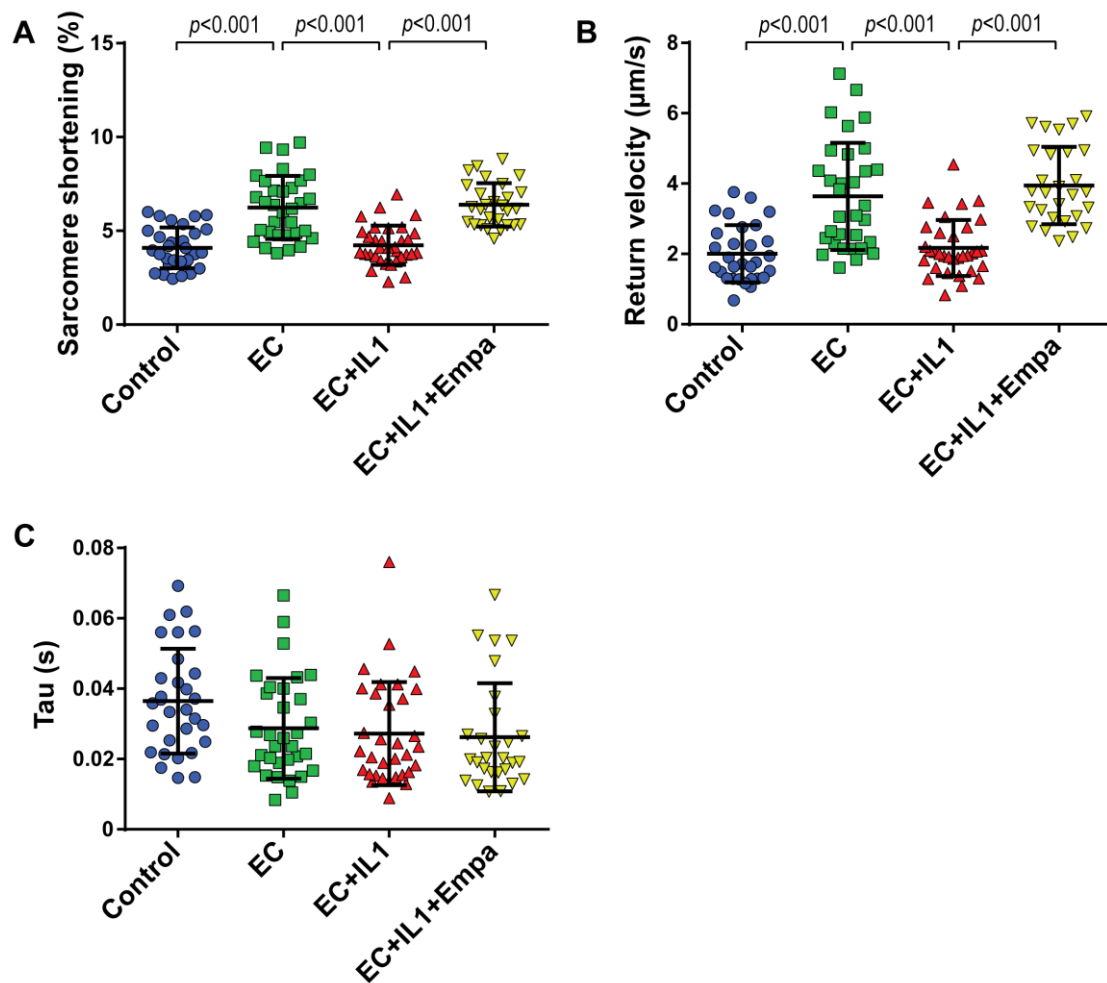 A
Sarcomere shortening (%)
p<0.001 p<0.001 p<0.001
15
10
5
0
Control EC EC+IL1 EC+IL1+Empa
B
Return velocity (µm/s)
p<0.001 p<0.001 p<0.001
8
6
4
2
0
Control EC EC+IL1 EC+IL1+Empa
C
Tau (s)
0.08
0.06
0.04
0.02
0
Control EC EC+IL1 EC+IL1+Empa